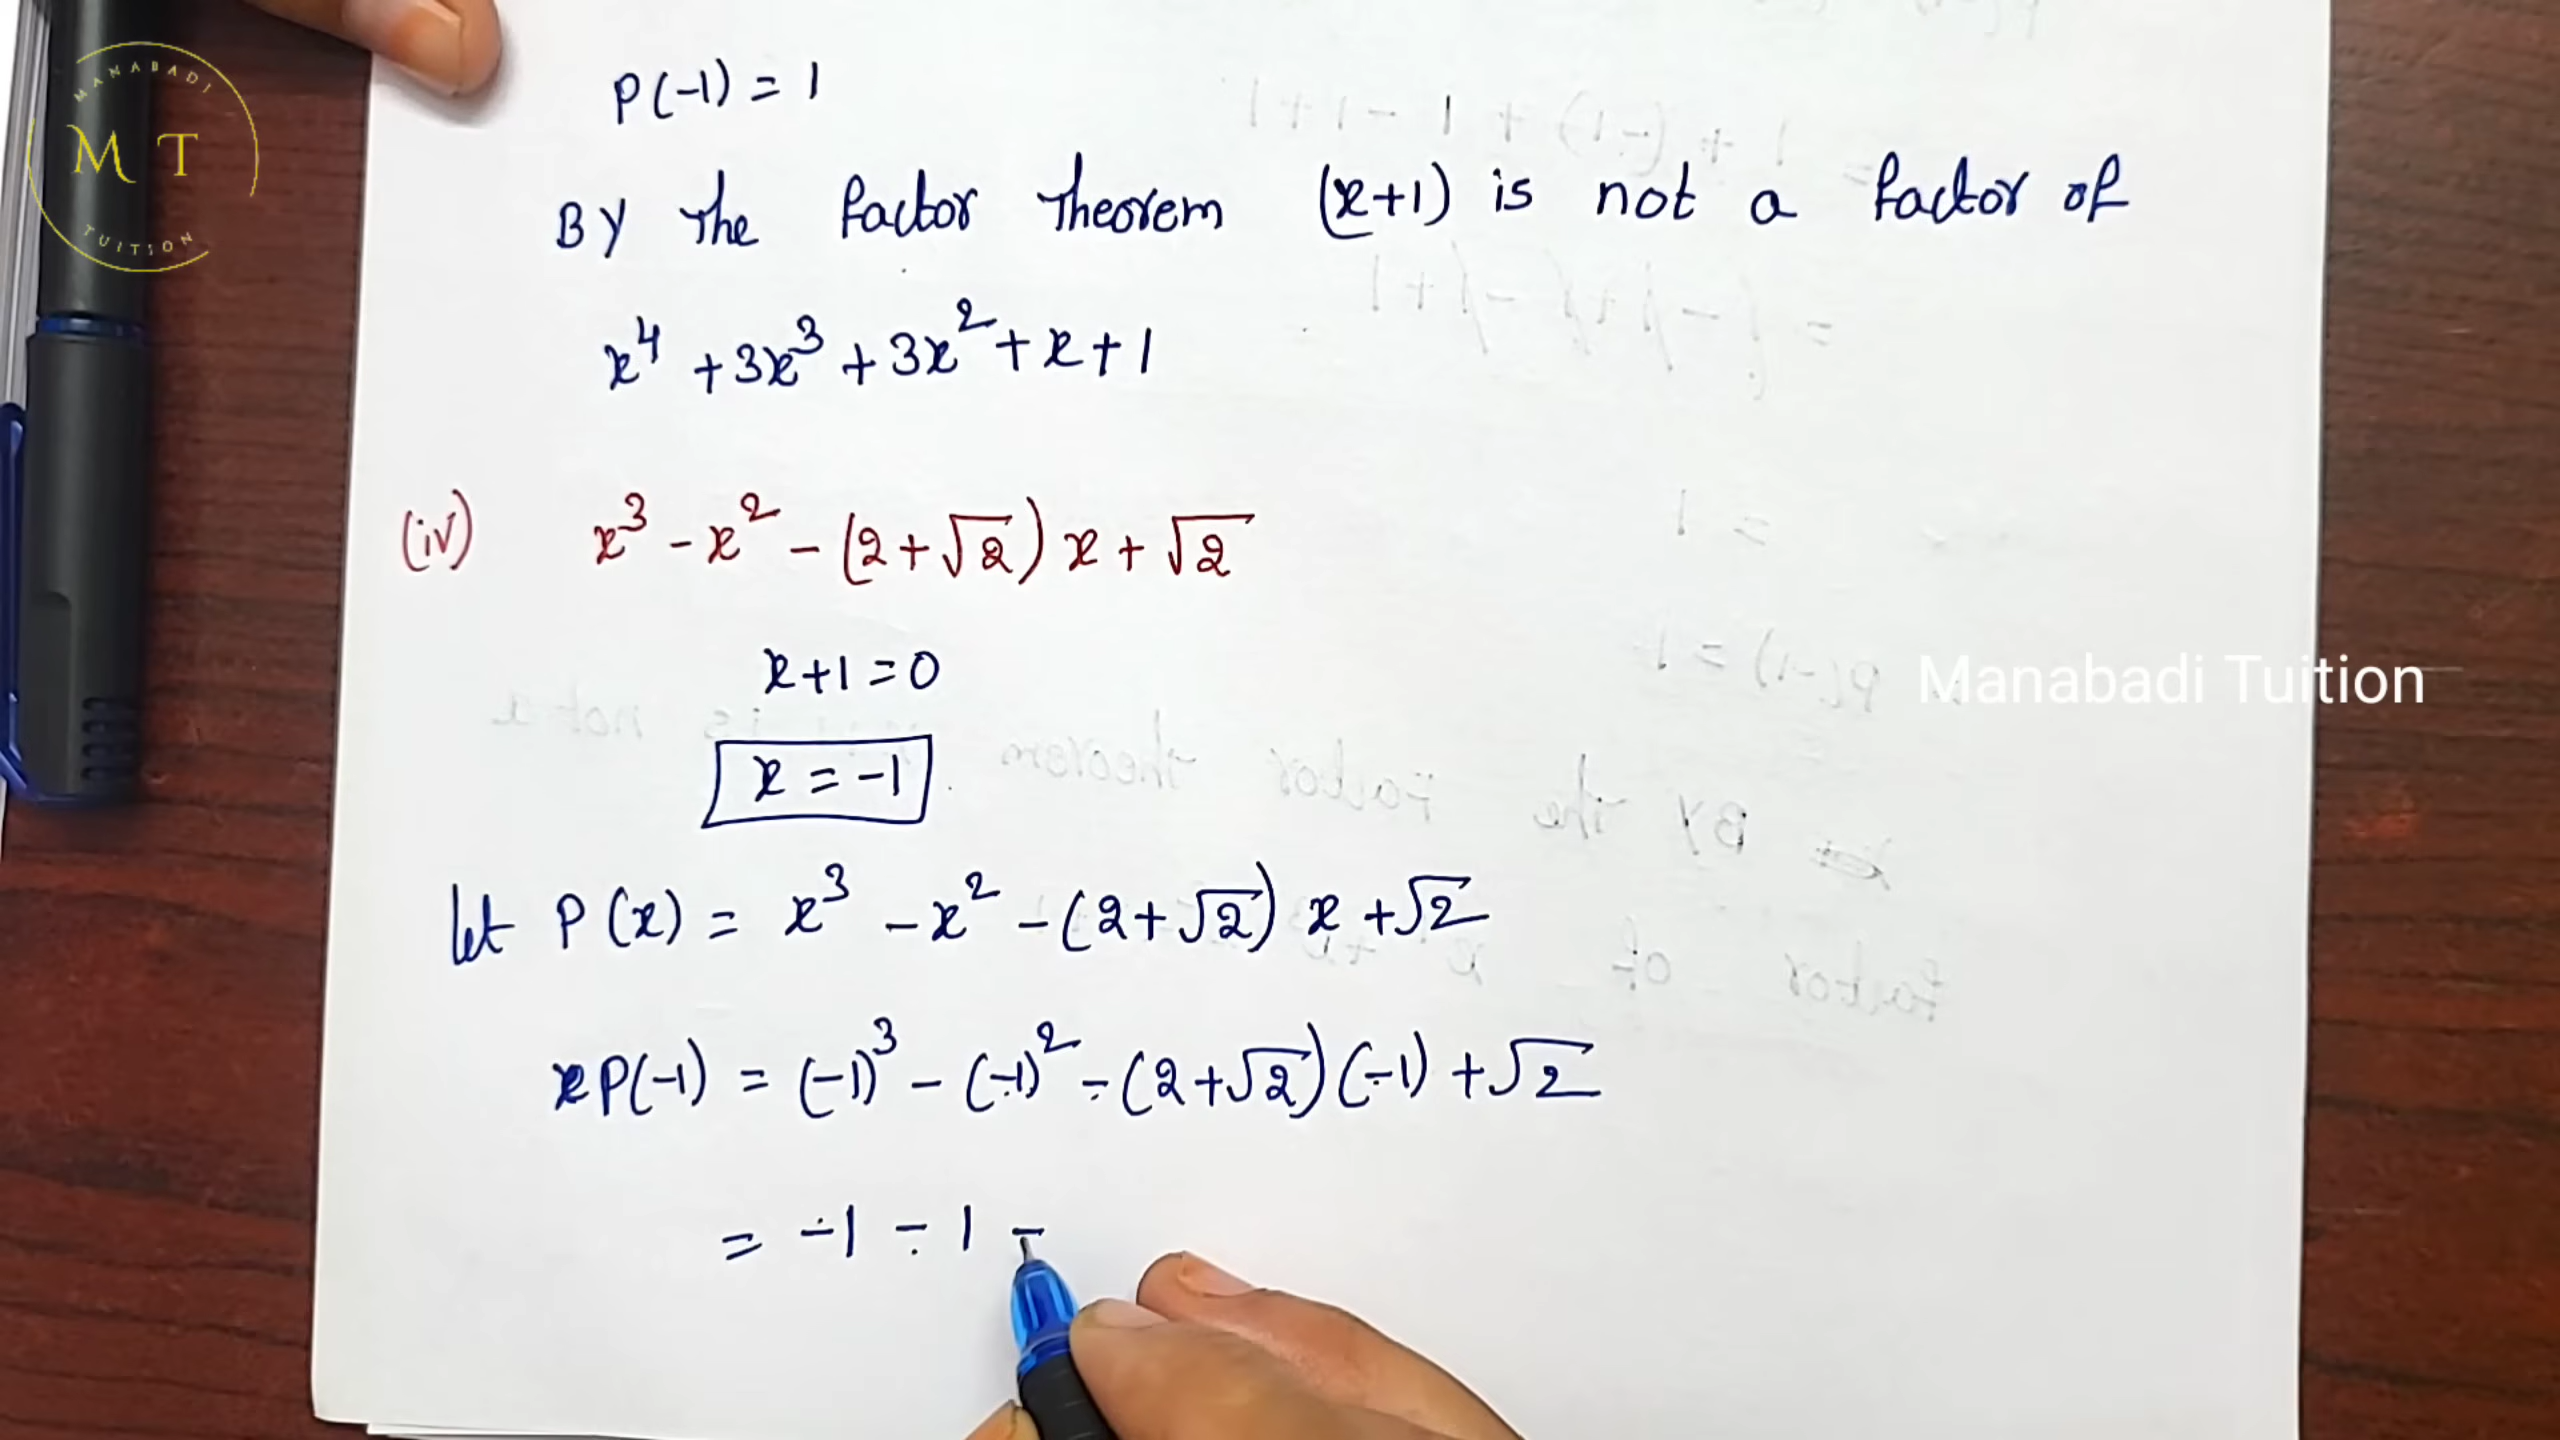 MANABADI
M T
TUITION
P(-1) = 1
BY the factor theorem (x+1) is not a factor of
x⁴ + 3x³ + 3x² + x + 1
(iv) x³ - x² - (2+√2) x + √2
x+1 = 0
x = -1
Manabadi Tuition
let P(x) = x³ - x² - (2+√2) x + √2
P(-1) = (-1)³ - (-1)² - (2+√2)(-1) + √2
= -1 - 1 -